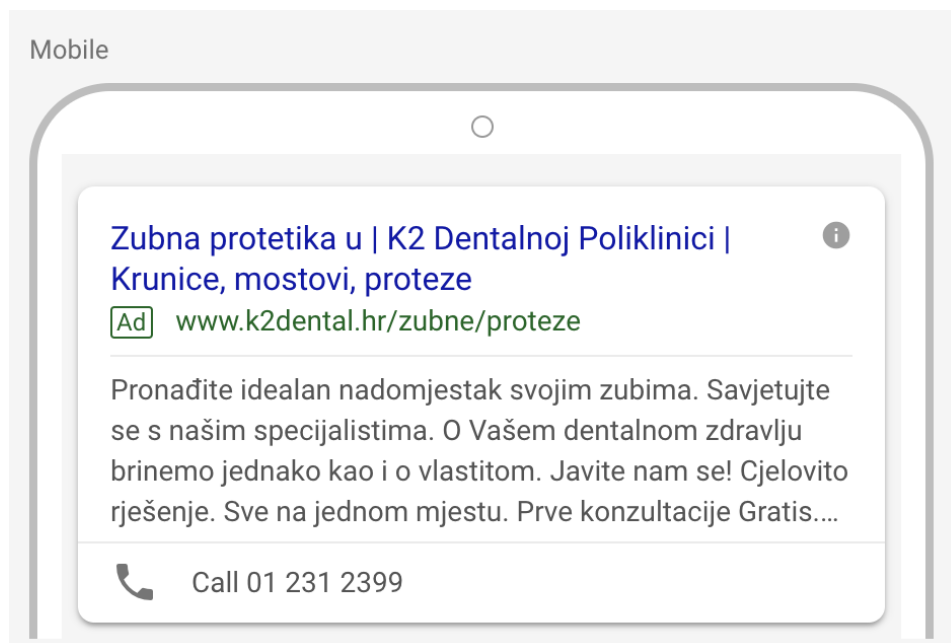 Mobile
Zubna protetika u | K2 Dentalnoj Poliklinici |
Krunice, mostovi, proteze
Ad www.k2dental.hr/zubne/proteze
Pronađite idealan nadomjestak svojim zubima. Savjetujte
se s našim specijalistima. O Vašem dentalnom zdravlju
brinemo jednako kao i o vlastitom. Javite nam se! Cjelovito
rješenje. Sve na jednom mjestu. Prve konzultacije Gratis.…
Call 01 231 2399